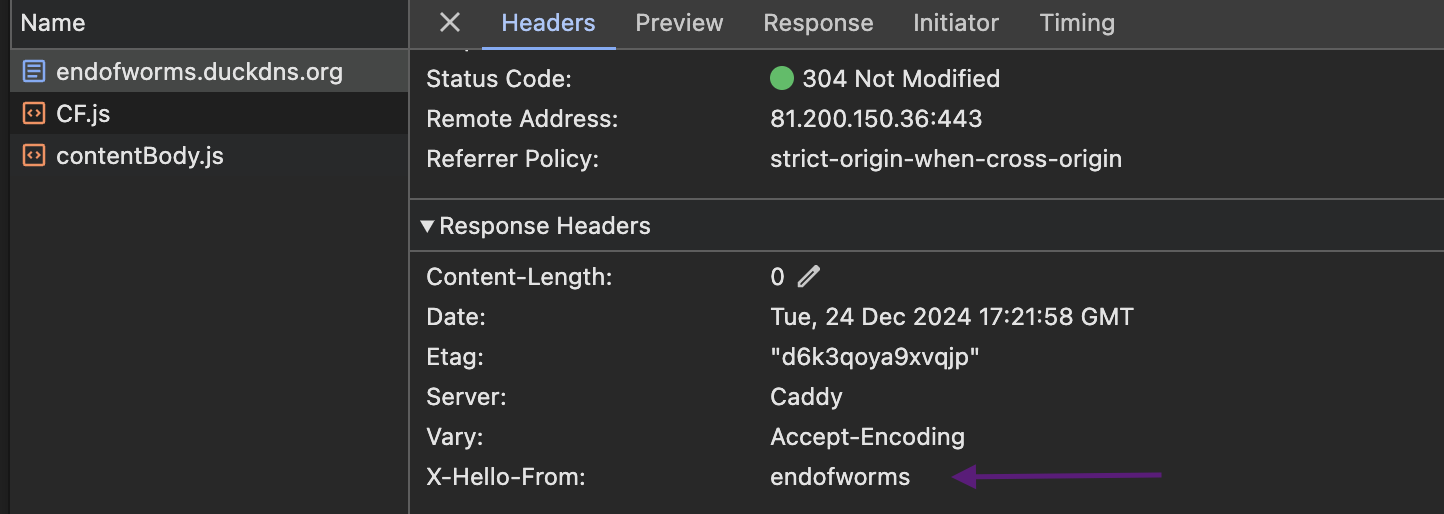 Name
endofworms.duckdns.org
CF.js
contentBody.js
Headers Preview Response Initiator Timing
Status Code: 304 Not Modified
Remote Address: 81.200.150.36:443
Referrer Policy: strict-origin-when-cross-origin
Response Headers
Content-Length: 0
Date: Tue, 24 Dec 2024 17:21:58 GMT
Etag: "d6k3qoya9xvqjp"
Server: Caddy
Vary: Accept-Encoding
X-Hello-From: endofworms